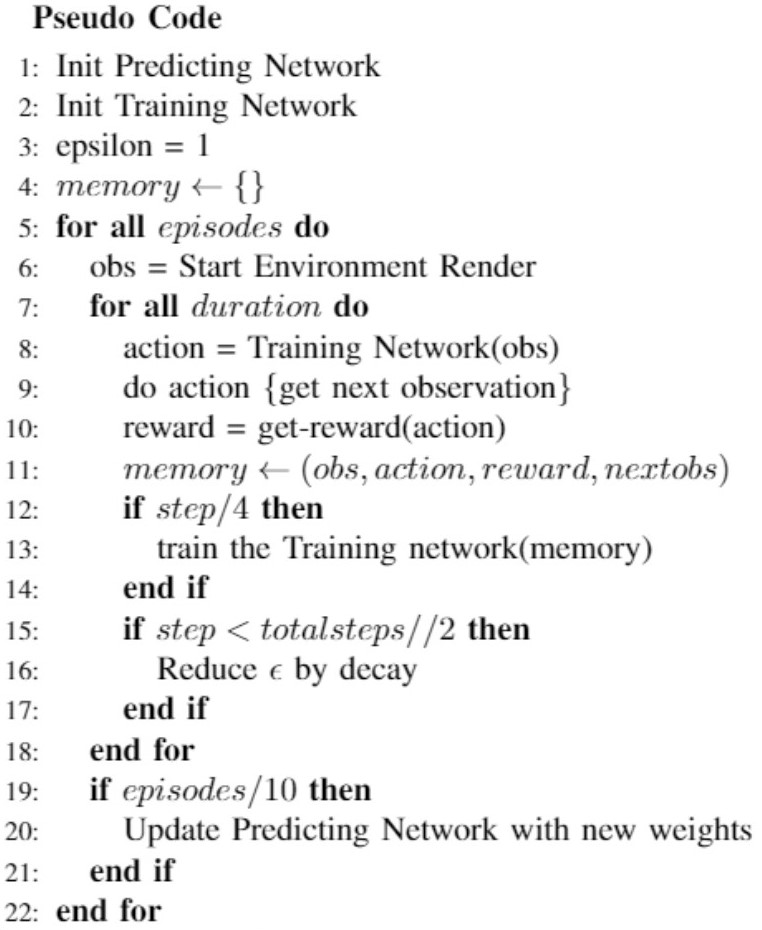 Pseudo Code
1: Init Predicting Network
2: Init Training Network
3: epsilon = 1
4: memory ← {}
5: for all episodes do
6: obs = Start Environment Render
7: for all duration do
8: action = Training Network(obs)
9: do action {get next observation}
10: reward = get-reward(action)
11: memory ← (obs, action, reward, nextobs)
12: if step/4 then
13: train the Training network(memory)
14: end if
15: if step < totalsteps//2 then
16: Reduce ϵ by decay
17: end if
18: end for
19: if episodes/10 then
20: Update Predicting Network with new weights
21: end if
22: end for